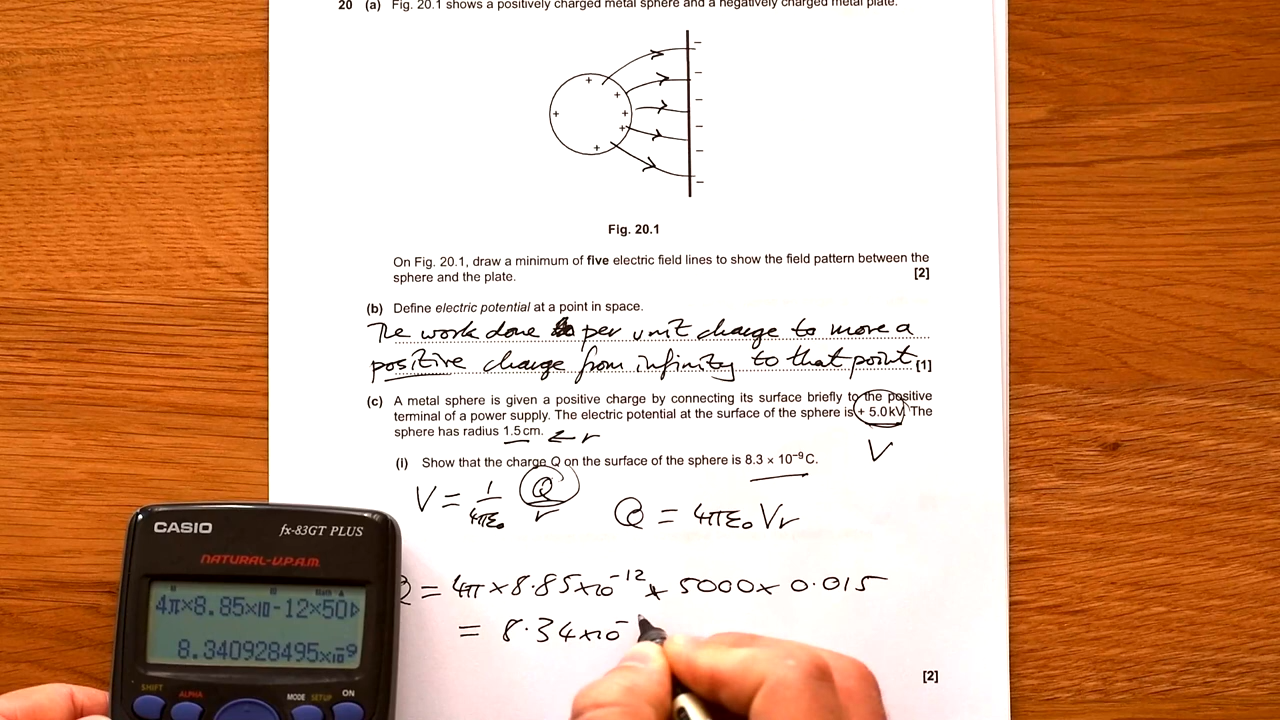 20 (a) Fig. 20.1 shows a positively charged metal sphere and a negatively charged metal plate.
Fig. 20.1
On Fig. 20.1, draw a minimum of five electric field lines to show the field pattern between the
sphere and the plate. [2]
(b) Define electric potential at a point in space.
The work done per unit charge to move a
positive charge from infinity to that point. [1]
(c) A metal sphere is given a positive charge by connecting its surface briefly to the positive
terminal of a power supply. The electric potential at the surface of the sphere is + 5.0 kV. The
sphere has radius 1.5 cm. ← r
V
(i) Show that the charge Q on the surface of the sphere is 8.3 × 10⁻⁹ C.
V = 1/4πε₀ Q/r Q = 4πε₀Vr
Q = 4π × 8.85×10⁻¹² × 5000 × 0.015
= 8.34×10⁻
[2]
CASIO fx-83GT PLUS
NATURAL-V.P.A.M.
Math ▲
4π×8.85×10-12×50▷
8.340928495×10⁻⁹
SHIFT ALPHA MODE SETUP ON